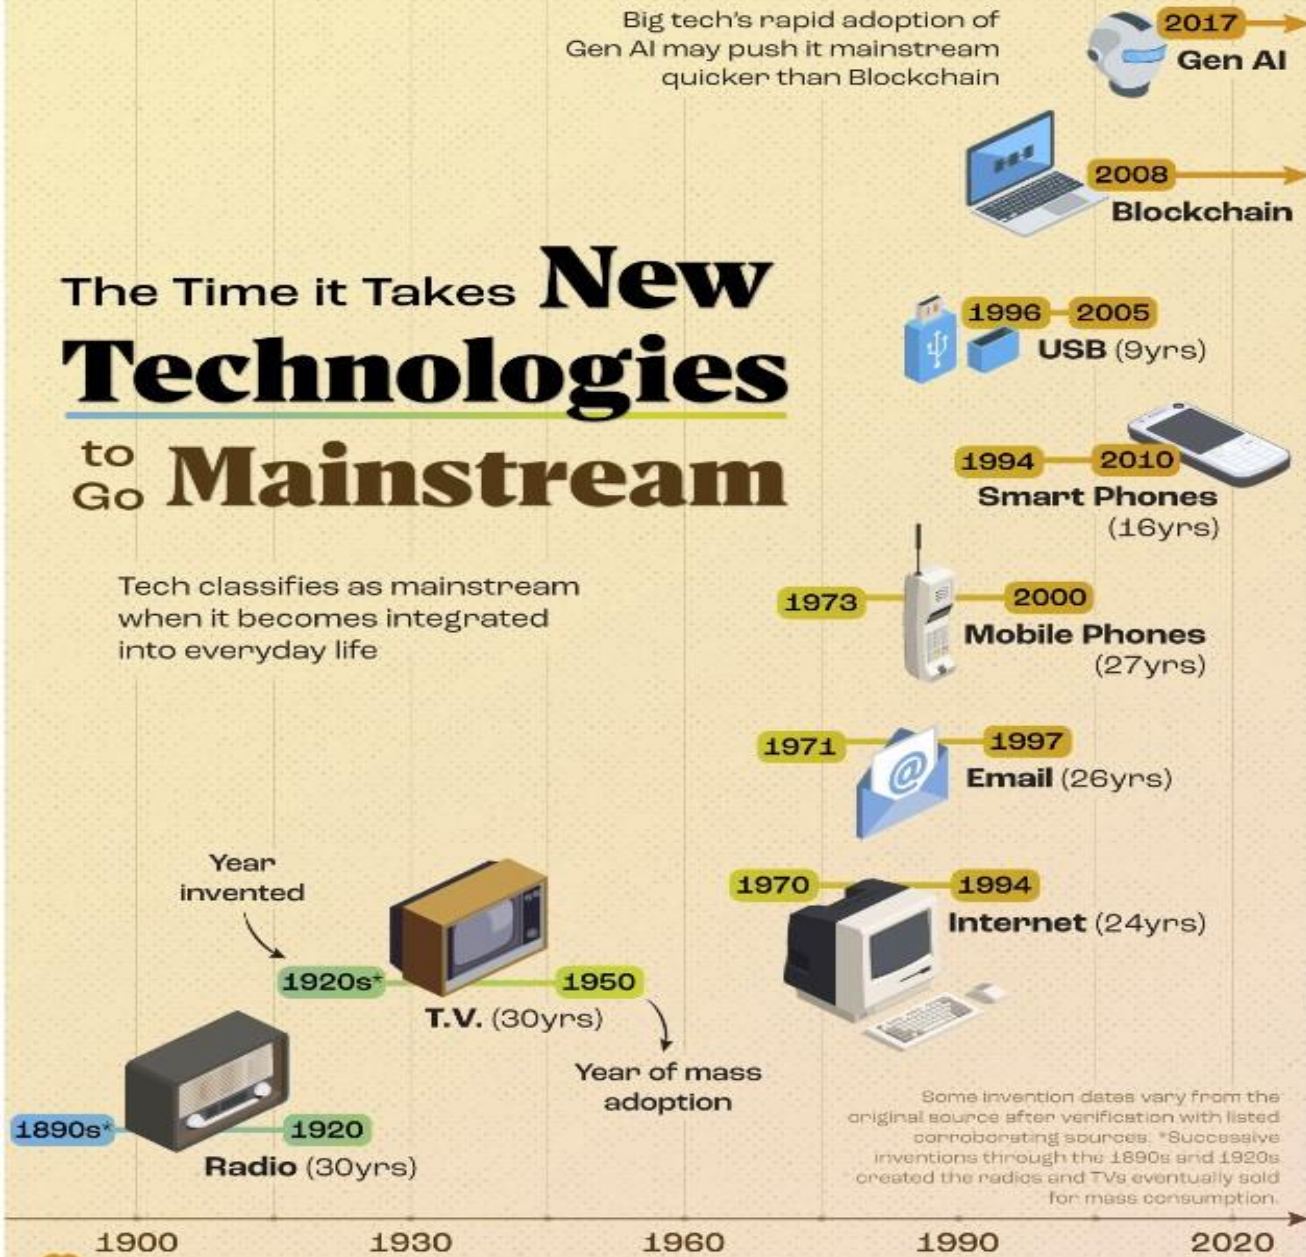 Big tech's rapid adoption of
Gen AI may push it mainstream
quicker than Blockchain
2017
Gen AI
2008
Blockchain
The Time it Takes New
Technologies
to
Go Mainstream
Tech classifies as mainstream
when it becomes integrated
into everyday life
1996 2005
USB (9yrs)
1994 2010
Smart Phones
(16yrs)
1973 2000
Mobile Phones
(27yrs)
1971 1997
Email (26yrs)
@
1970 1994
Internet (24yrs)
Year
invented
1920s* 1950
T.V. (30yrs)
Year of mass
adoption
1890s* 1920
Radio (30yrs)
Some invention dates vary from the
original source after verification with listed
corroborating sources. *Successive
inventions through the 1890s and 1920s
created the radios and TVs eventually sold
for mass consumption.
1900 1930 1960 1990 2020